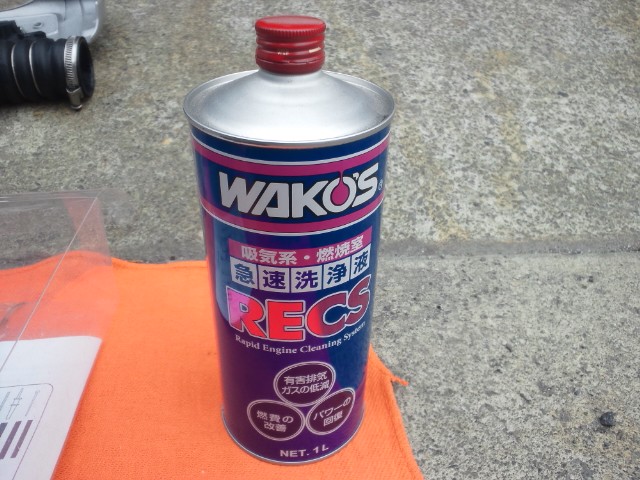 WAKO'S®
吸気系・燃焼室
急速洗浄液
RECS
Rapid Engine Cleaning System
有害排気
ガスの低減
燃費の
改善
パワーの
回復
NET. 1L